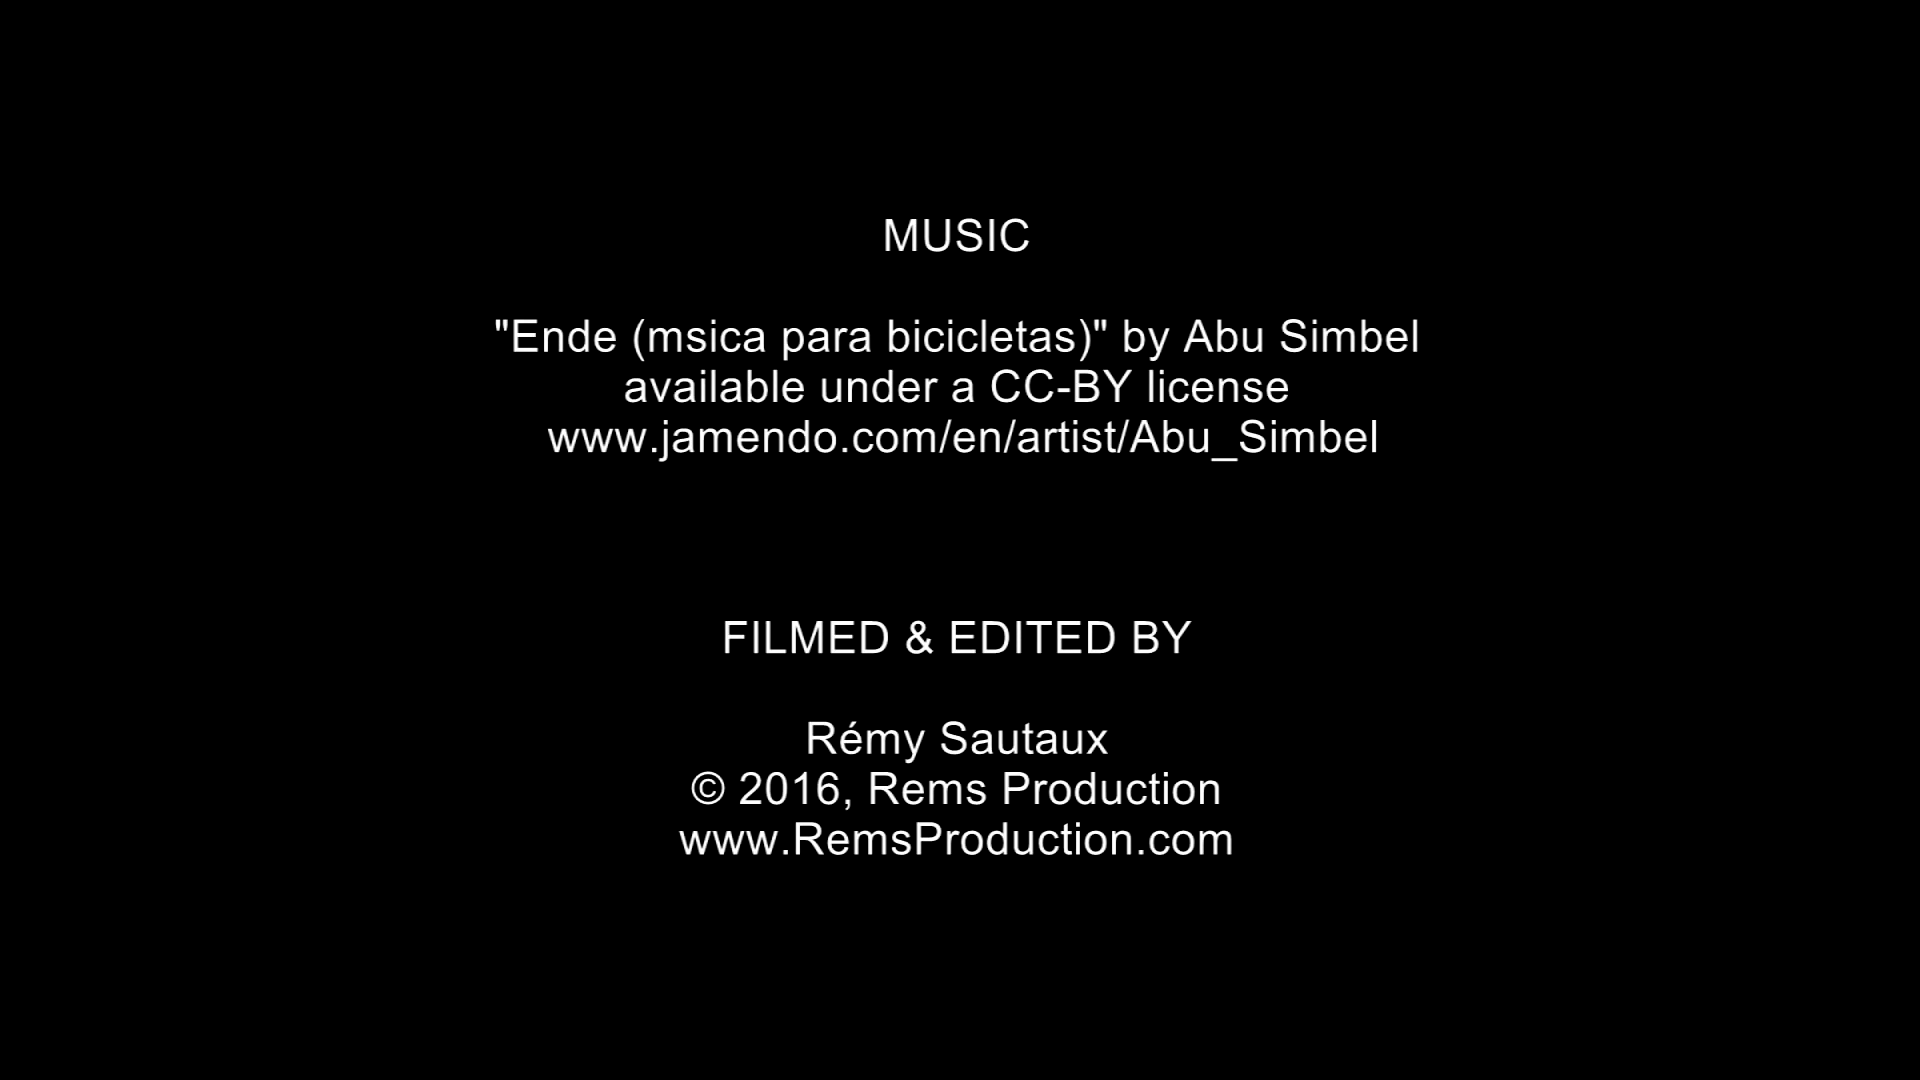 MUSIC
"Ende (msica para bicicletas)" by Abu Simbel
available under a CC-BY license
www.jamendo.com/en/artist/Abu_Simbel
FILMED & EDITED BY
Rémy Sautaux
© 2016, Rems Production
www.RemsProduction.com